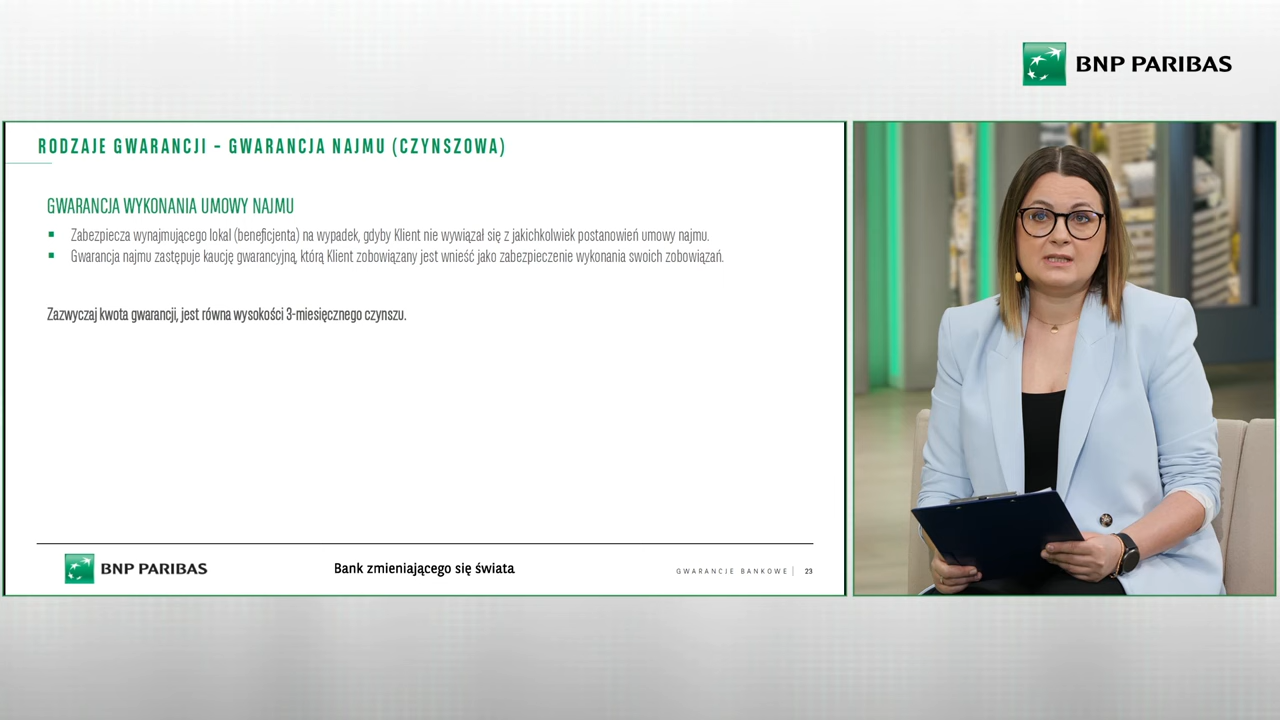 BNP PARIBAS
RODZAJE GWARANCJI – GWARANCJA NAJMU (CZYNSZOWA)
GWARANCJA WYKONANIA UMOWY NAJMU
Zabezpiecza wynajmującego lokal (beneficjenta) na wypadek, gdyby Klient nie wywiązał się z jakichkolwiek postanowień umowy najmu.
Gwarancja najmu zastępuje kaucję gwarancyjną, którą Klient zobowiązany jest wnieść jako zabezpieczenie wykonania swoich zobowiązań.
Zazwyczaj kwota gwarancji, jest równa wysokości 3-miesięcznego czynszu.
BNP PARIBAS
Bank zmieniającego się świata
GWARANCJE BANKOWE | 23